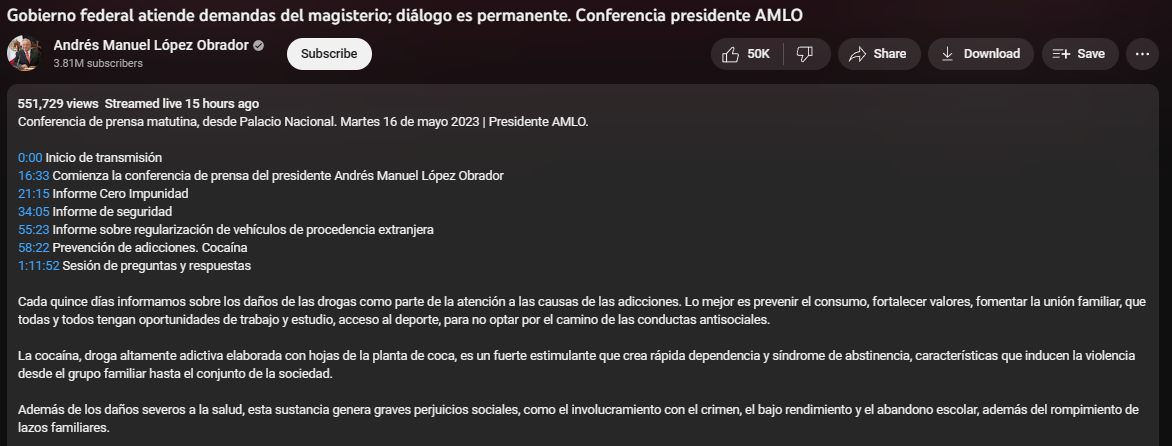 Gobierno federal atiende demandas del magisterio; diálogo es permanente. Conferencia presidente AMLO
Andrés Manuel López Obrador
3.81M subscribers
Subscribe
50K
Share
Download
Save
551,729 views Streamed live 15 hours ago
Conferencia de prensa matutina, desde Palacio Nacional. Martes 16 de mayo 2023 | Presidente AMLO.
0:00 Inicio de transmisión
16:33 Comienza la conferencia de prensa del presidente Andrés Manuel López Obrador
21:15 Informe Cero Impunidad
34:05 Informe de seguridad
55:23 Informe sobre regularización de vehículos de procedencia extranjera
58:22 Prevención de adicciones. Cocaína
1:11:52 Sesión de preguntas y respuestas
Cada quince días informamos sobre los daños de las drogas como parte de la atención a las causas de las adicciones. Lo mejor es prevenir el consumo, fortalecer valores, fomentar la unión familiar, que
todas y todos tengan oportunidades de trabajo y estudio, acceso al deporte, para no optar por el camino de las conductas antisociales.
La cocaína, droga altamente adictiva elaborada con hojas de la planta de coca, es un fuerte estimulante que crea rápida dependencia y síndrome de abstinencia, características que inducen la violencia
desde el grupo familiar hasta el conjunto de la sociedad.
Además de los daños severos a la salud, esta sustancia genera graves perjuicios sociales, como el involucramiento con el crimen, el bajo rendimiento y el abandono escolar, además del rompimiento de
lazos familiares.